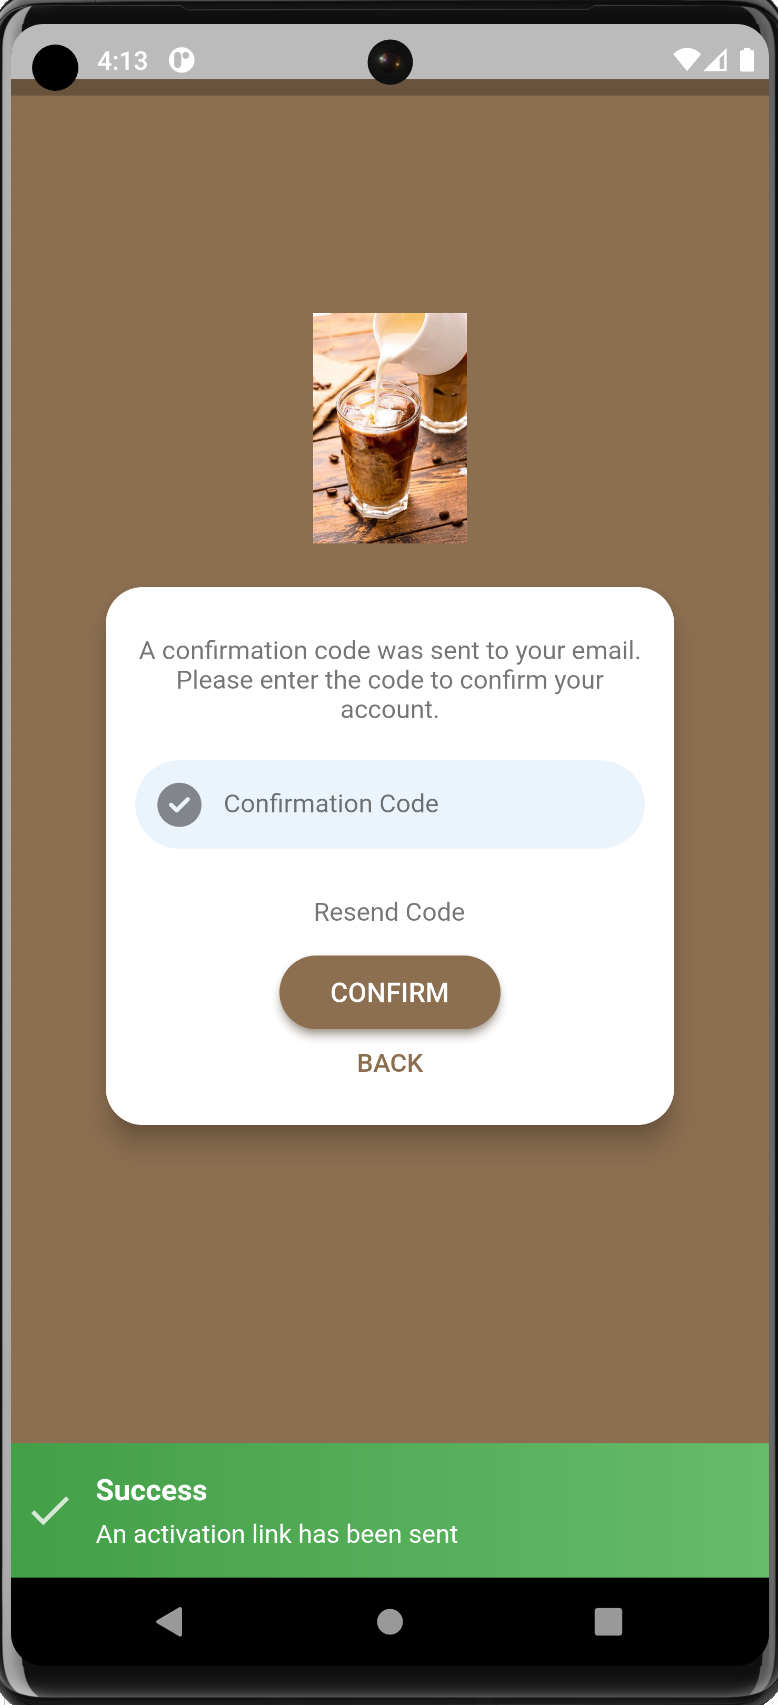 4:13
A confirmation code was sent to your email.
Please enter the code to confirm your
account.
Confirmation Code
Resend Code
CONFIRM
BACK
Success
An activation link has been sent